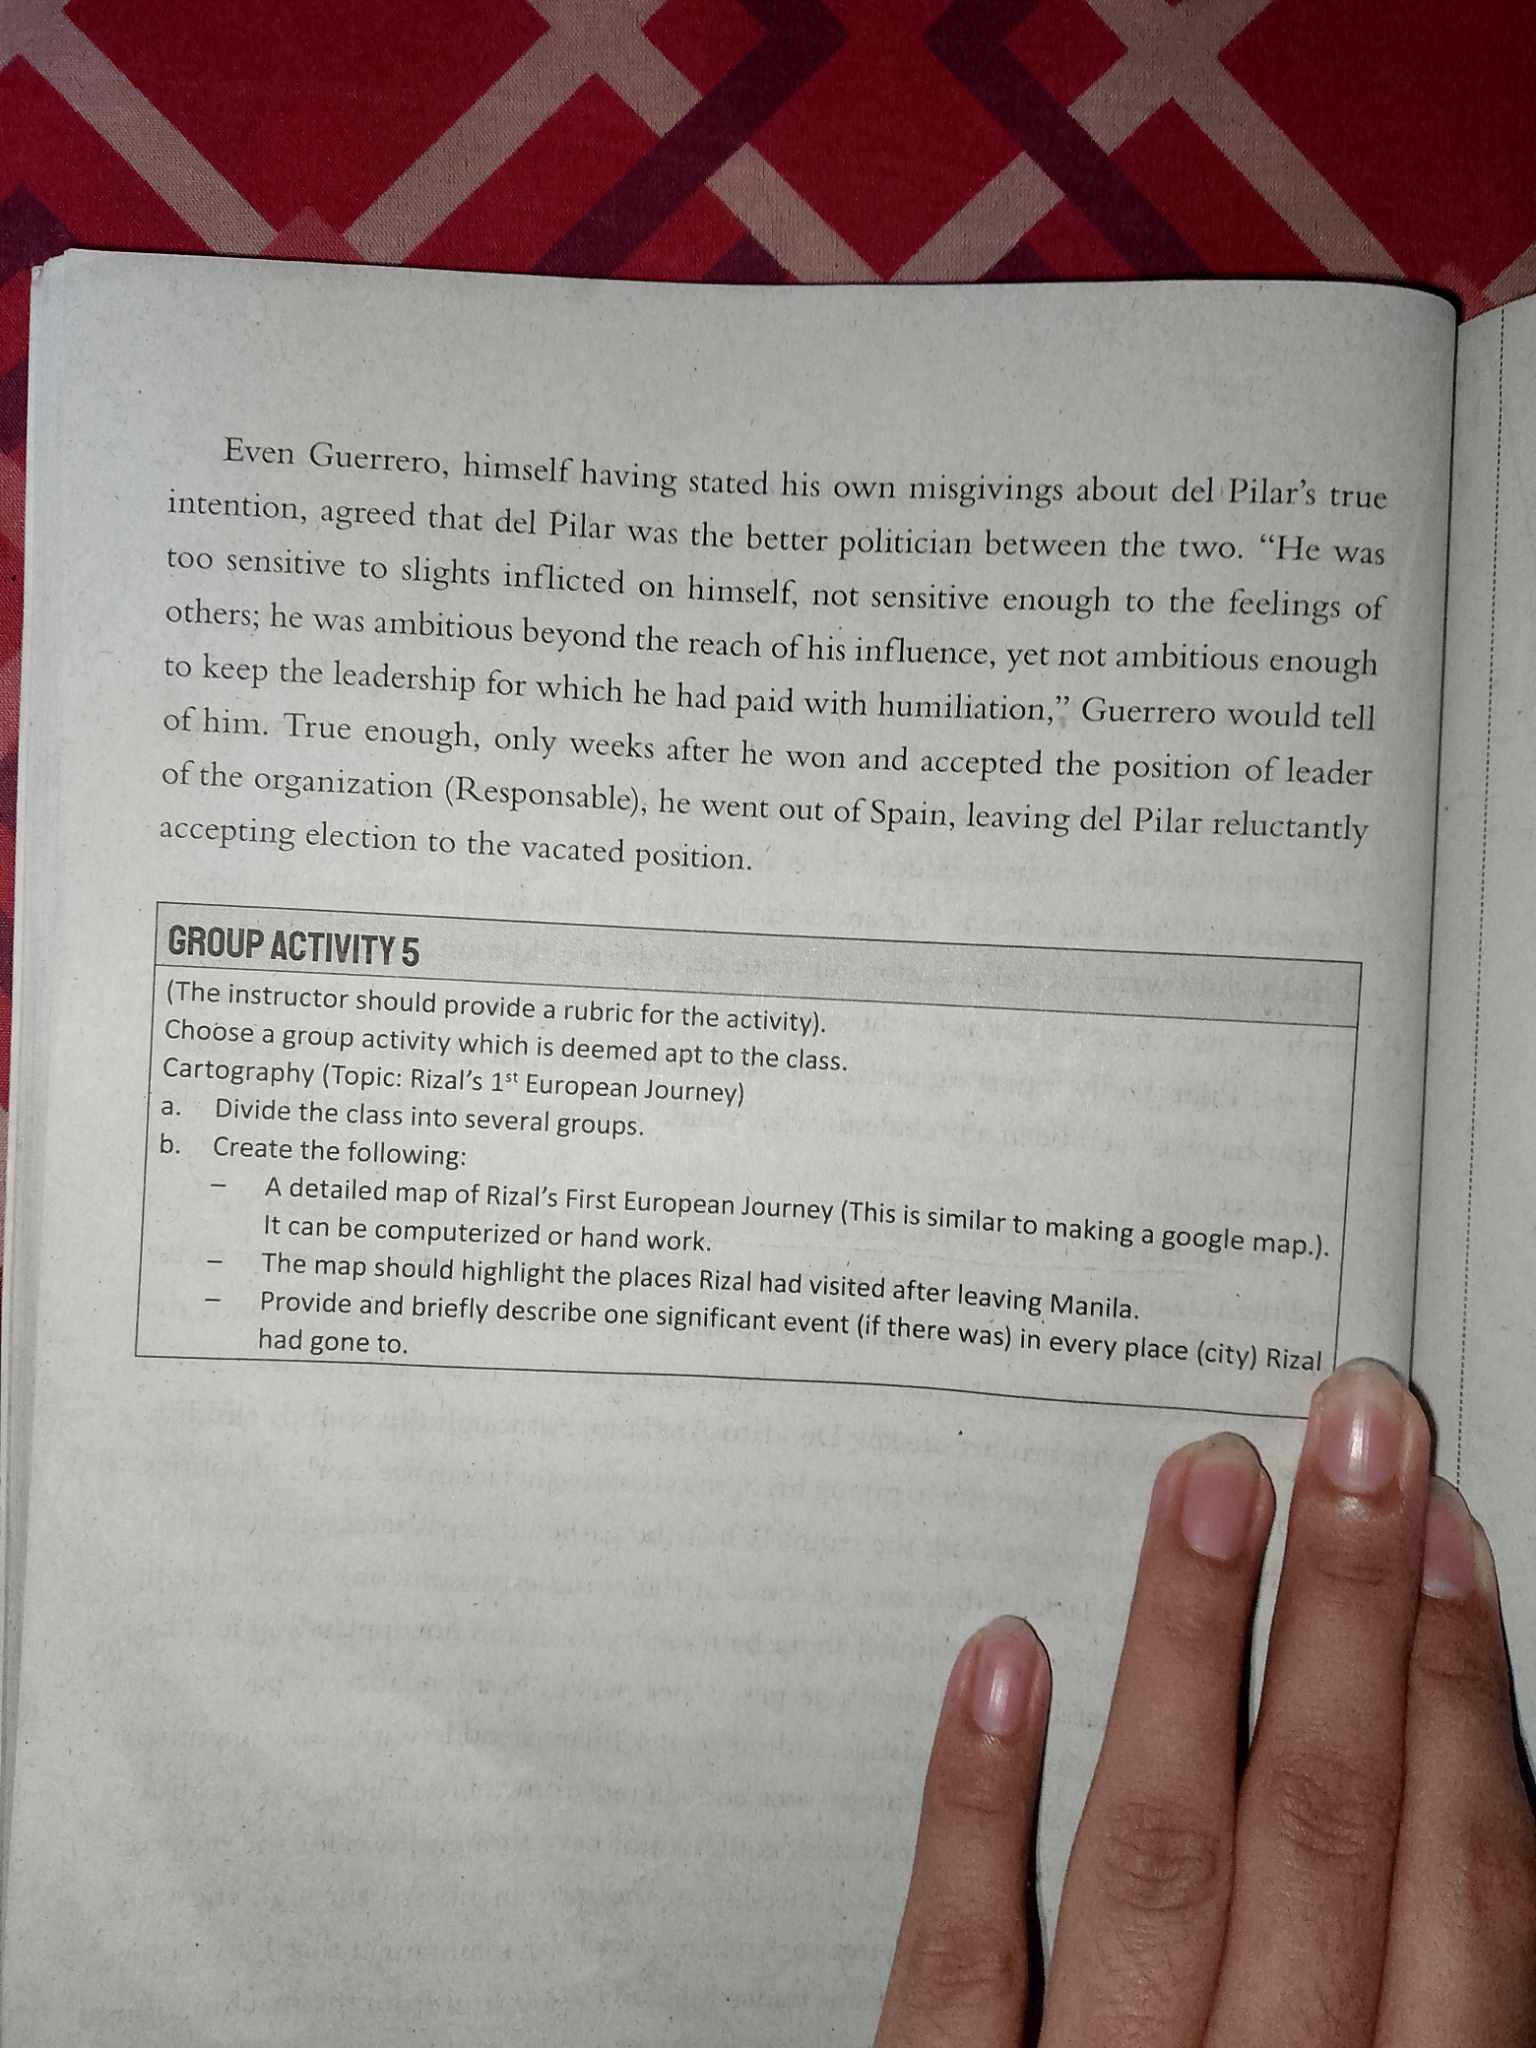 Even Guerrero, himself having stated his own misgivings about del Pilar's true
intention, agreed that del Pilar was the better politician between the two. “He was
too sensitive to slights inflicted on himself, not sensitive enough to the feelings of
others; he was ambitious beyond the reach of his influence, yet not ambitious enough
to keep the leadership for which he had paid with humiliation,” Guerrero would tell
of him. True enough, only weeks after he won and accepted the position of leader
of the organization (Responsable), he went out of Spain, leaving del Pilar reluctantly
accepting election to the vacated position.
GROUP ACTIVITY 5
(The instructor should provide a rubric for the activity).
Choose a group activity which is deemed apt to the class.
Cartography (Topic: Rizal's 1st European Journey)
a. Divide the class into several groups.
b. Create the following:
– A detailed map of Rizal's First European Journey (This is similar to making a google map.).
It can be computerized or hand work.
– The map should highlight the places Rizal had visited after leaving Manila.
– Provide and briefly describe one significant event (if there was) in every place (city) Rizal
had gone to.